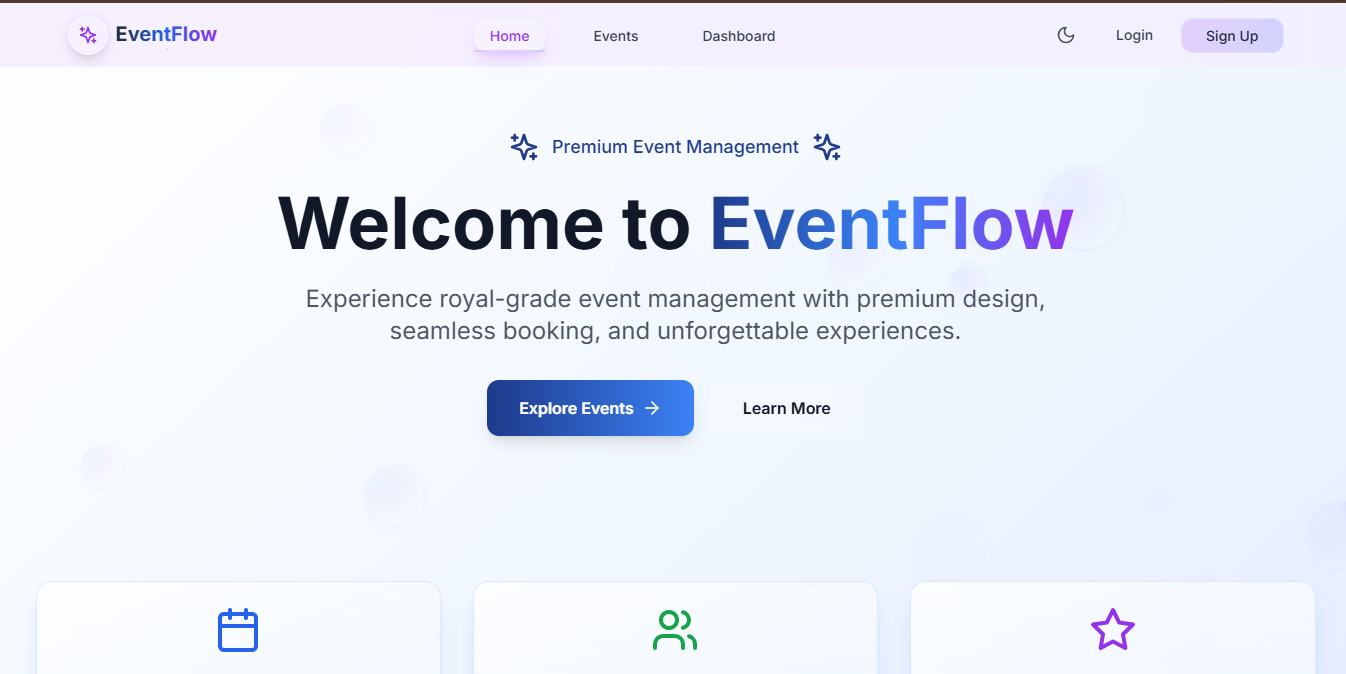 EventFlow
Home
Events
Dashboard
Login
Sign Up
Premium Event Management
Welcome to EventFlow
Experience royal-grade event management with premium design,
seamless booking, and unforgettable experiences.
Explore Events
Learn More